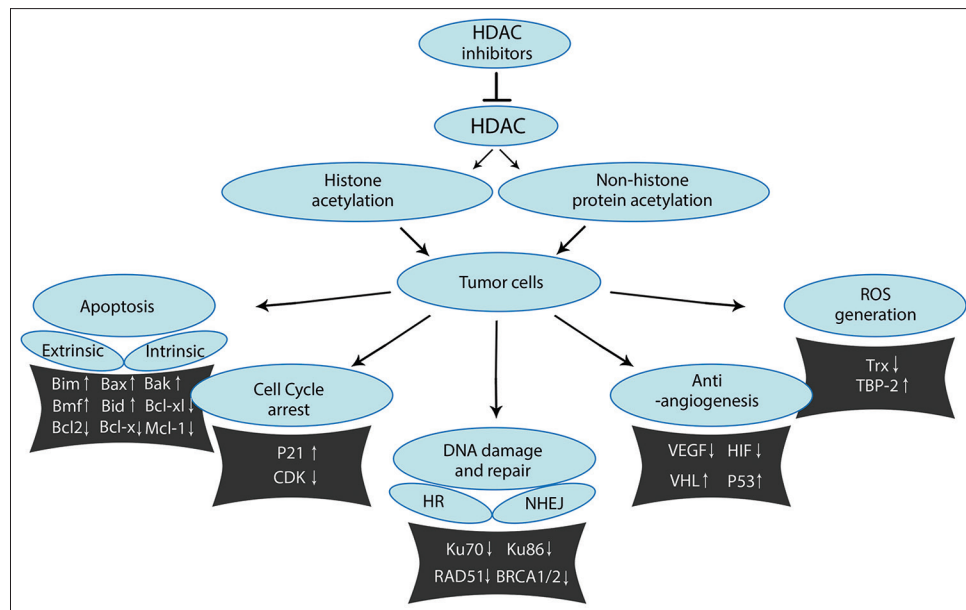 HDAC
inhibitors
HDAC
Histone
acetylation
Non-histone
protein acetylation
Tumor cells
Apoptosis
Extrinsic
Intrinsic
Bim↑ Bax↑ Bak↑
Bmf↑ Bid↑ Bcl-xl↓
Bcl2↓ Bcl-x↓ Mcl-1↓
Cell Cycle
arrest
P21 ↑
CDK ↓
DNA damage
and repair
HR
NHEJ
Ku70↓ Ku86↓
RAD51↓ BRCA1/2↓
Anti
-angiogenesis
VEGF↓ HIF↓
VHL↑ P53↑
ROS
generation
Trx↓
TBP-2↑